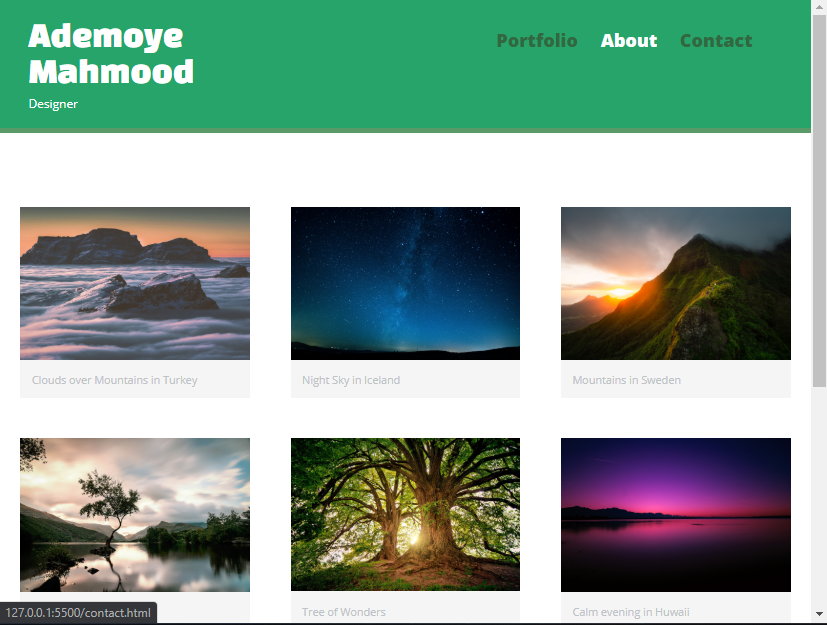 Ademoye
Mahmood
Designer
Portfolio About Contact
Clouds over Mountains in Turkey
Night Sky in Iceland
Mountains in Sweden
Tree of Wonders
Calm evening in Huwaii
127.0.0.1:5500/contact.html